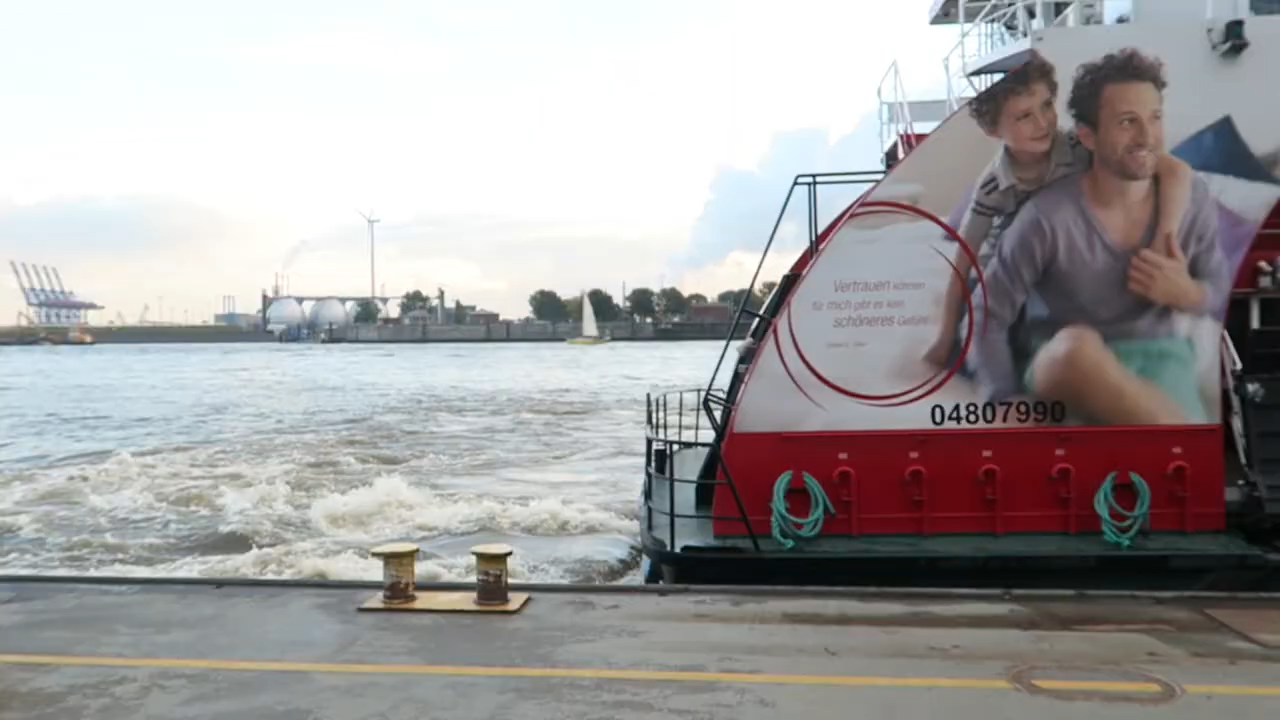 Vertrauen können
für mich gibt es kein
schöneres Gefühl
04807990